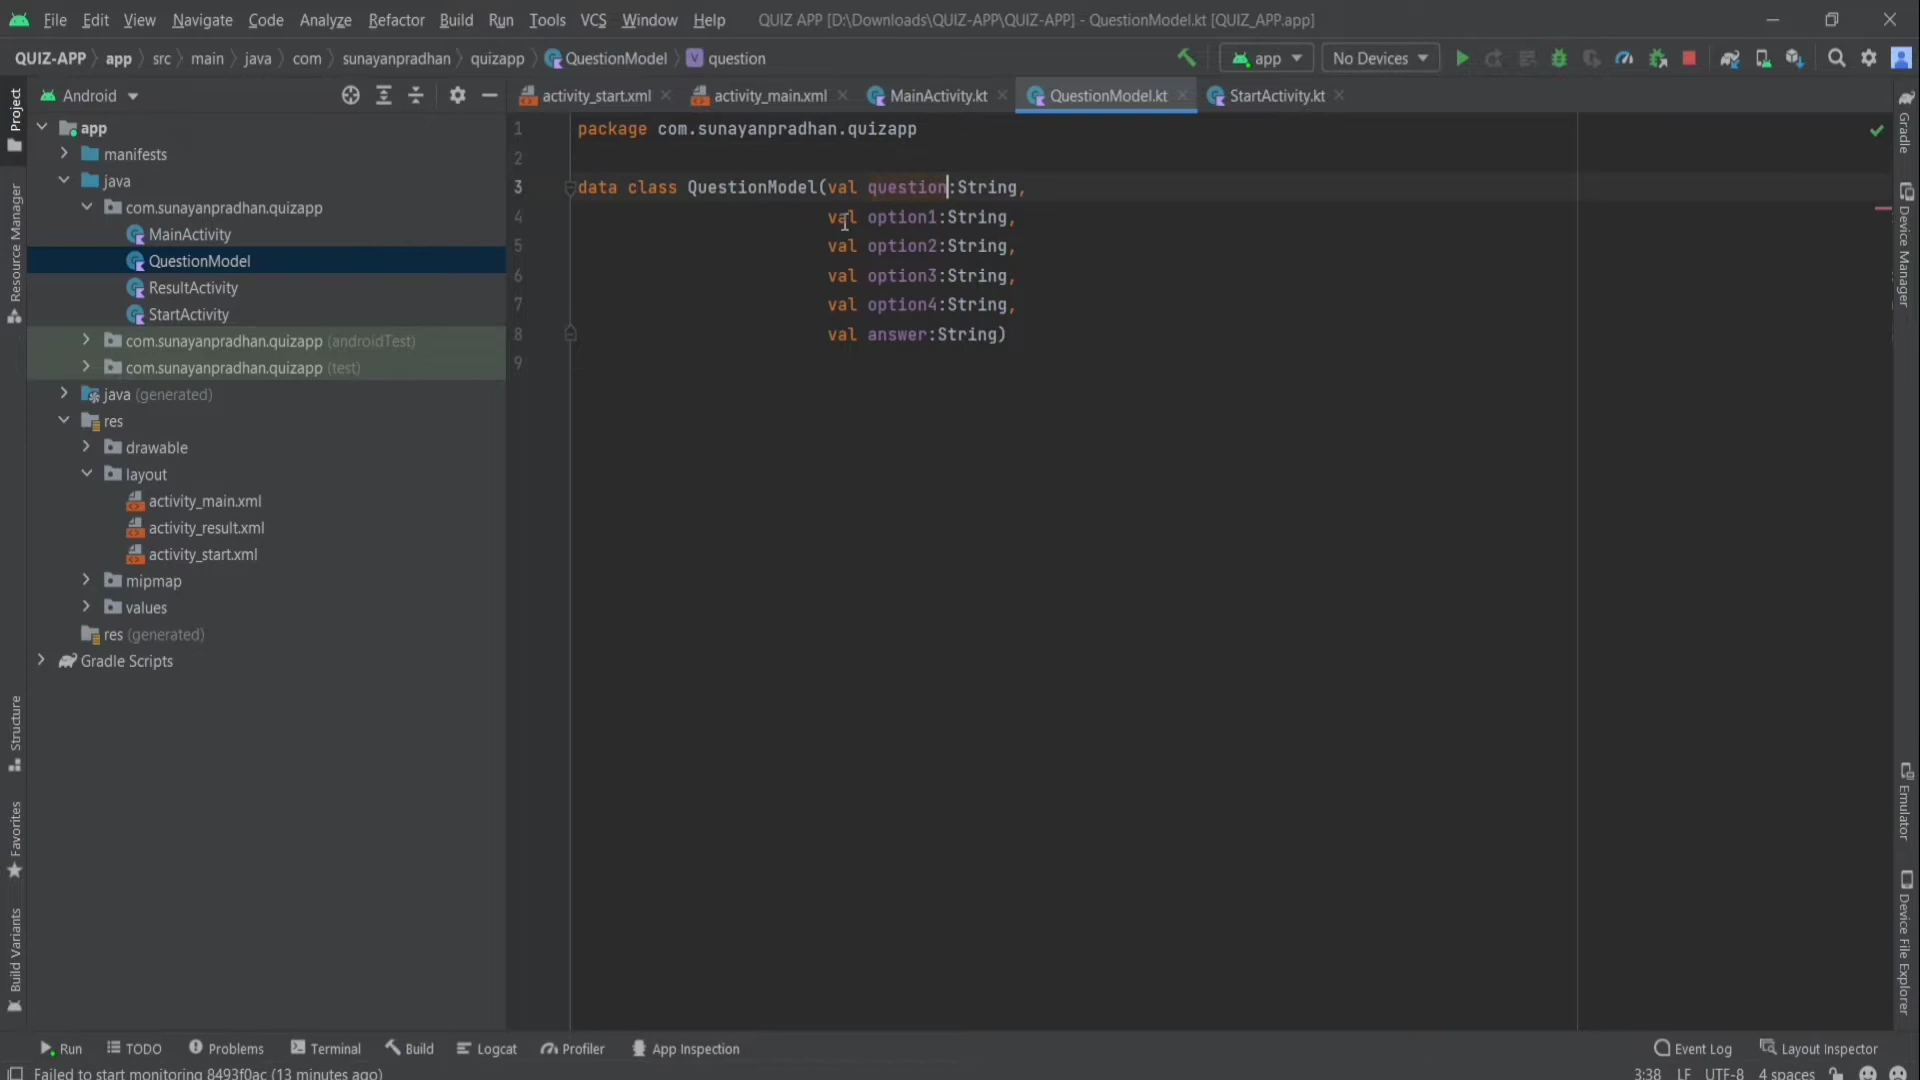 File Edit View Navigate Code Analyze Refactor Build Run Tools VCS Window Help QUIZ APP [D:\Downloads\QUIZ-APP\QUIZ-APP] - QuestionModel.kt [QUIZ_APP.app]
QUIZ-APP app src main java com sunayanpradhan quizapp QuestionModel question app No Devices
Project
Android
activity_start.xml activity_main.xml MainActivity.kt QuestionModel.kt StartActivity.kt
app
manifests
java
com.sunayanpradhan.quizapp
MainActivity
QuestionModel
ResultActivity
StartActivity
com.sunayanpradhan.quizapp (androidTest)
com.sunayanpradhan.quizapp (test)
java (generated)
res
drawable
layout
activity_main.xml
activity_result.xml
activity_start.xml
mipmap
values
res (generated)
Gradle Scripts
Resource Manager
Structure
Favorites
Build Variants
1 package com.sunayanpradhan.quizapp
2
3 data class QuestionModel(val question:String,
4 val option1:String,
5 val option2:String,
6 val option3:String,
7 val option4:String,
8 val answer:String)
9
Gradle
Device Manager
Emulator
Device File Explorer
Run TODO Problems Terminal Build Logcat Profiler App Inspection Event Log Layout Inspector
Failed to start monitoring 8493f0ac (13 minutes ago) 3:38 LF UTF-8 4 spaces